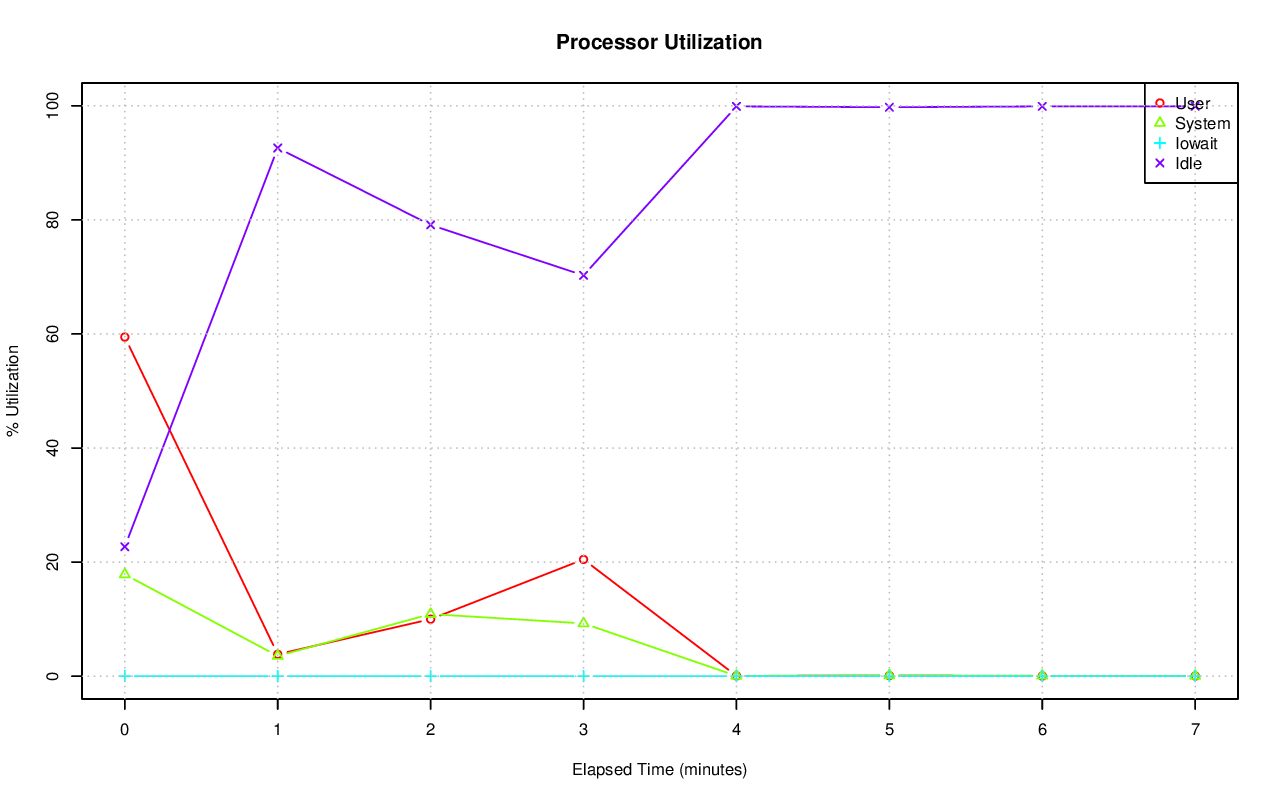 Processor Utilization
% Utilization
100
80
60
40
20
0
User
System
Iowait
Idle
0 1 2 3 4 5 6 7
Elapsed Time (minutes)